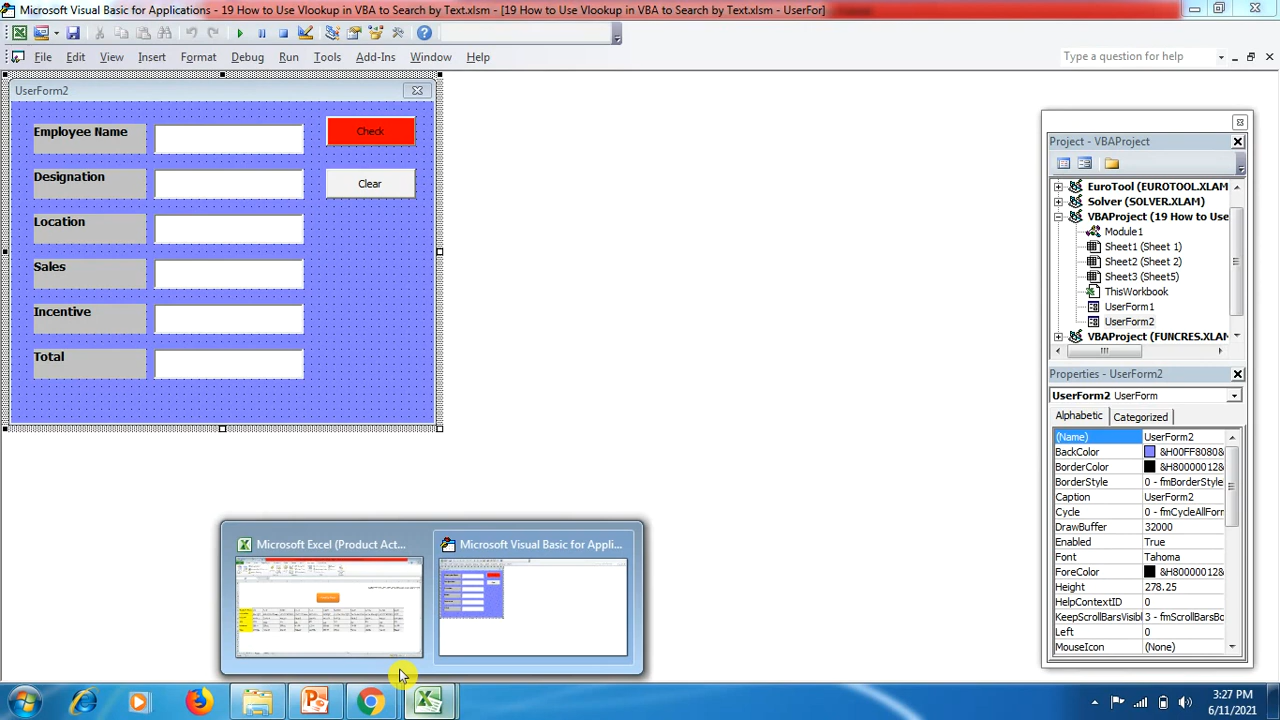 Microsoft Visual Basic for Applications - 19 How to Use Vlookup in VBA to Search by Text.xlsm - [19 How to Use Vlookup in VBA to Search by Text.xlsm - UserFor]
File Edit View Insert Format Debug Run Tools Add-Ins Window Help
Type a question for help
UserForm2
Employee Name
Check
Designation
Clear
Location
Sales
Incentive
Total
Project - VBAProject
EuroTool (EUROTOOL.XLAM
Solver (SOLVER.XLAM)
VBAProject (19 How to Use
Module1
Sheet1 (Sheet 1)
Sheet2 (Sheet 2)
Sheet3 (Sheet5)
ThisWorkbook
UserForm1
UserForm2
VBAProject (FUNCRES.XLAM
Properties - UserForm2
UserForm2 UserForm
Alphabetic Categorized
(Name) UserForm2
BackColor &H00FF8080&
BorderColor &H80000012&
BorderStyle 0 - fmBorderStyle
Caption UserForm2
Cycle 0 - fmCycleAllForm
DrawBuffer 32000
Enabled True
Font Tahoma
ForeColor &H80000012&
Height 278.25
HelpContextID 0
KeepScrollBarsVisib 3 - fmScrollBarsBo
Left 0
MouseIcon (None)
Microsoft Excel (Product Act...
Microsoft Visual Basic for Appli...
3:27 PM
6/11/2021